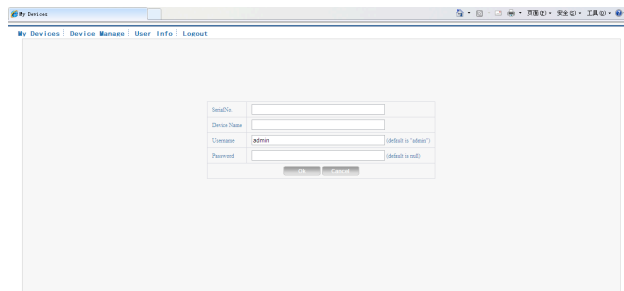 My Devices
页面(P) 安全(S) 工具(O)
My Devices Device Manage User Info Logout
SerialNo.
Device Name
Username admin (default is "admin")
Password (default is null)
Ok Cancel